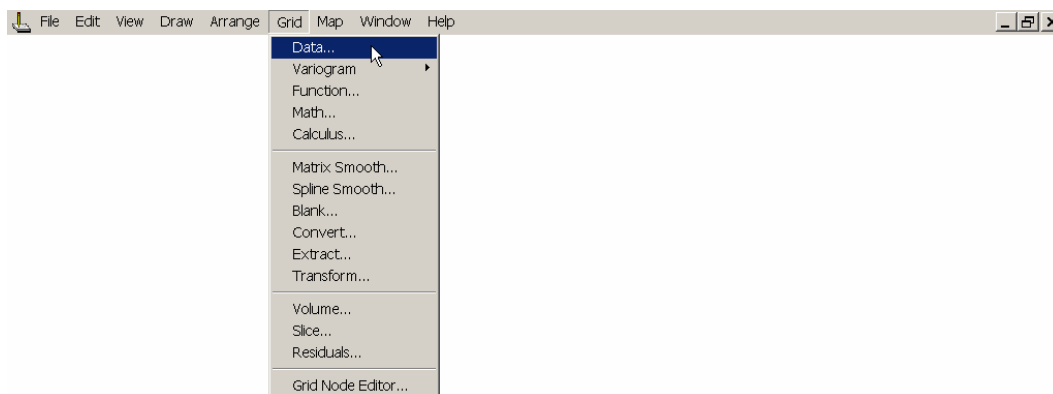 File Edit View Draw Arrange Grid Map Window Help
Data...
Variogram
Function...
Math...
Calculus...
Matrix Smooth...
Spline Smooth...
Blank...
Convert...
Extract...
Transform...
Volume...
Slice...
Residuals...
Grid Node Editor...